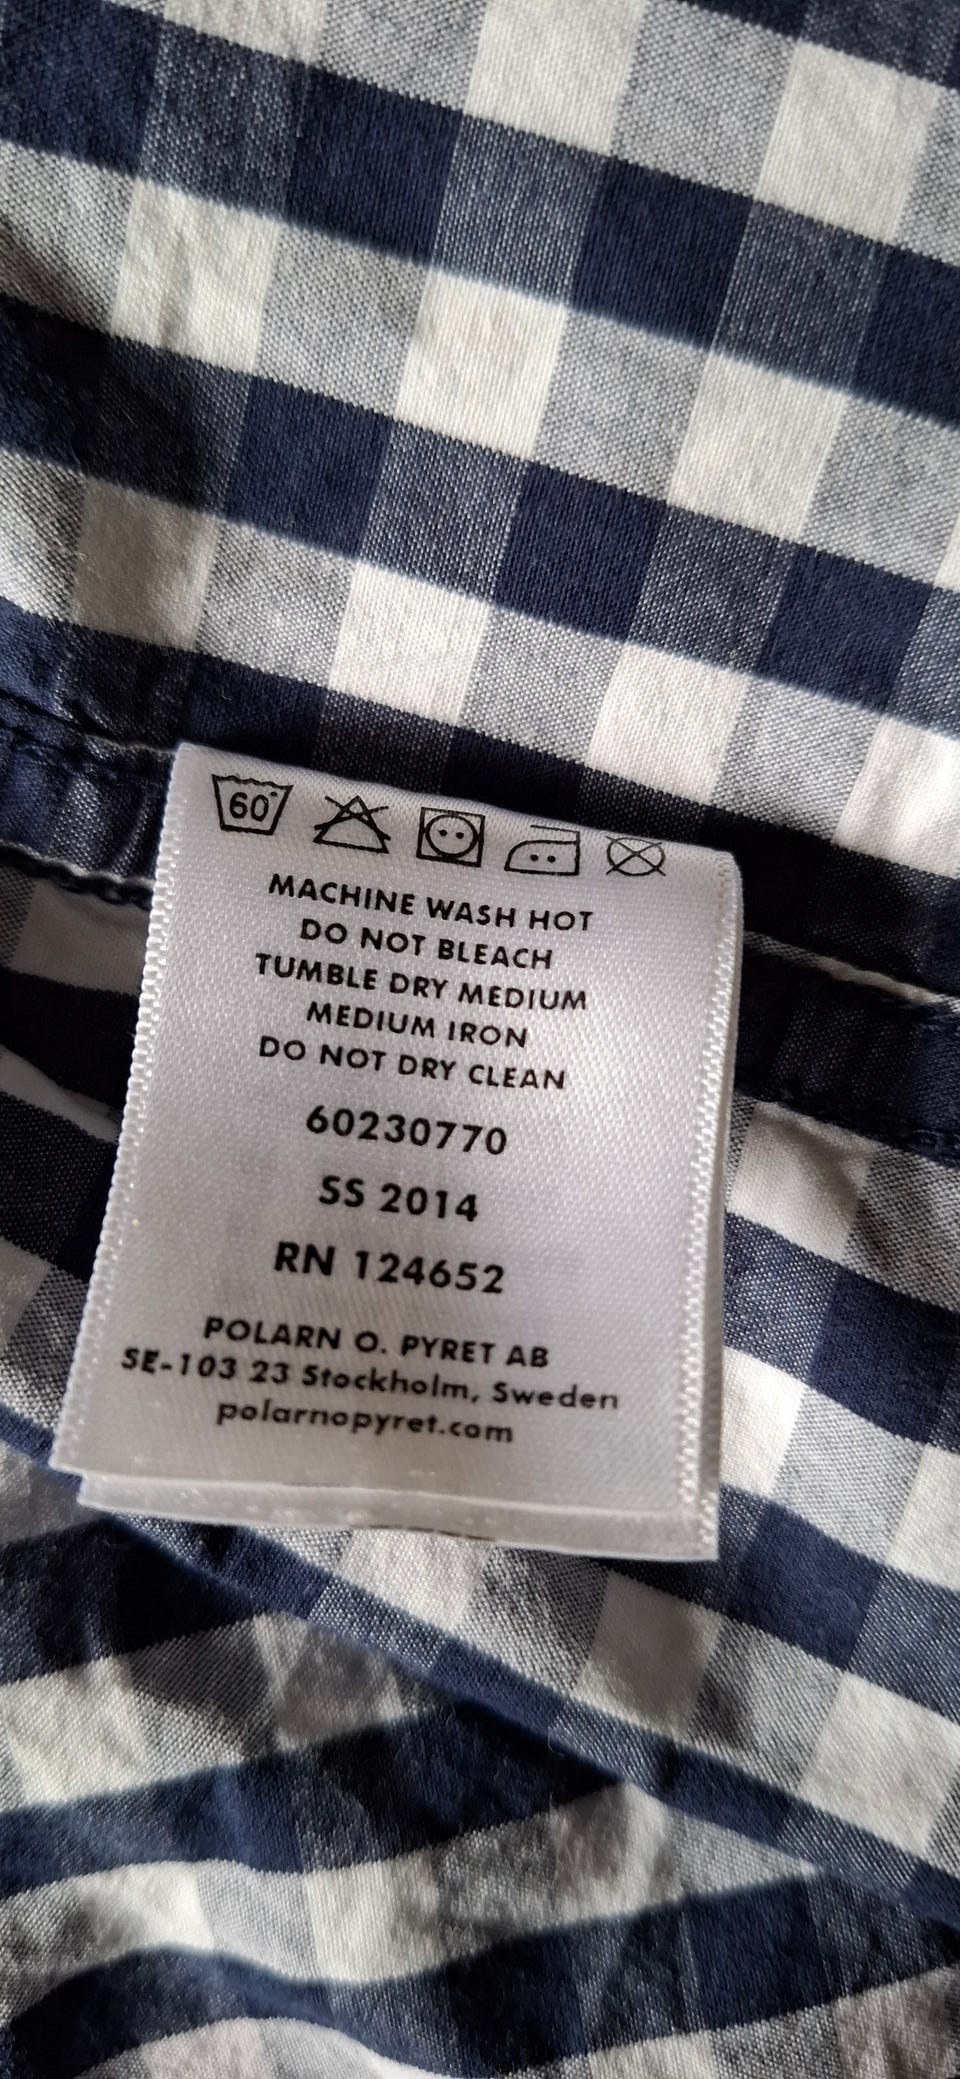 60°
MACHINE WASH HOT
DO NOT BLEACH
TUMBLE DRY MEDIUM
MEDIUM IRON
DO NOT DRY CLEAN
60230770
SS 2014
RN 124652
POLARN O. PYRET AB
SE-103 23 Stockholm, Sweden
polarnopyret.com